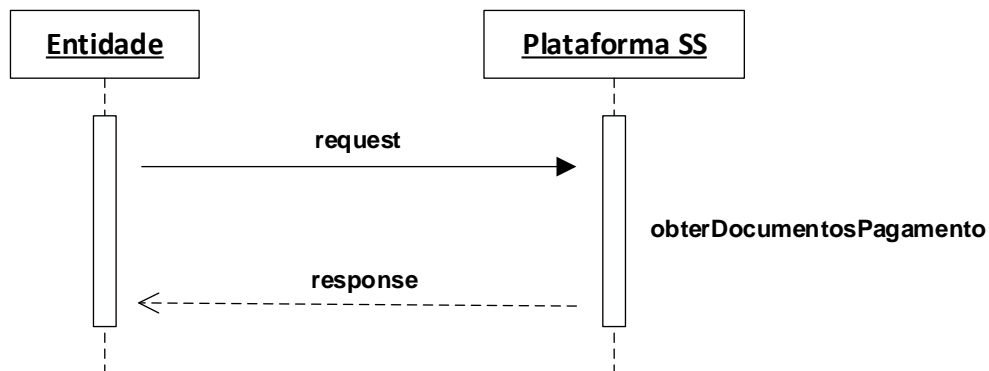 Entidade
Plataforma SS
request
obterDocumentosPagamento
response